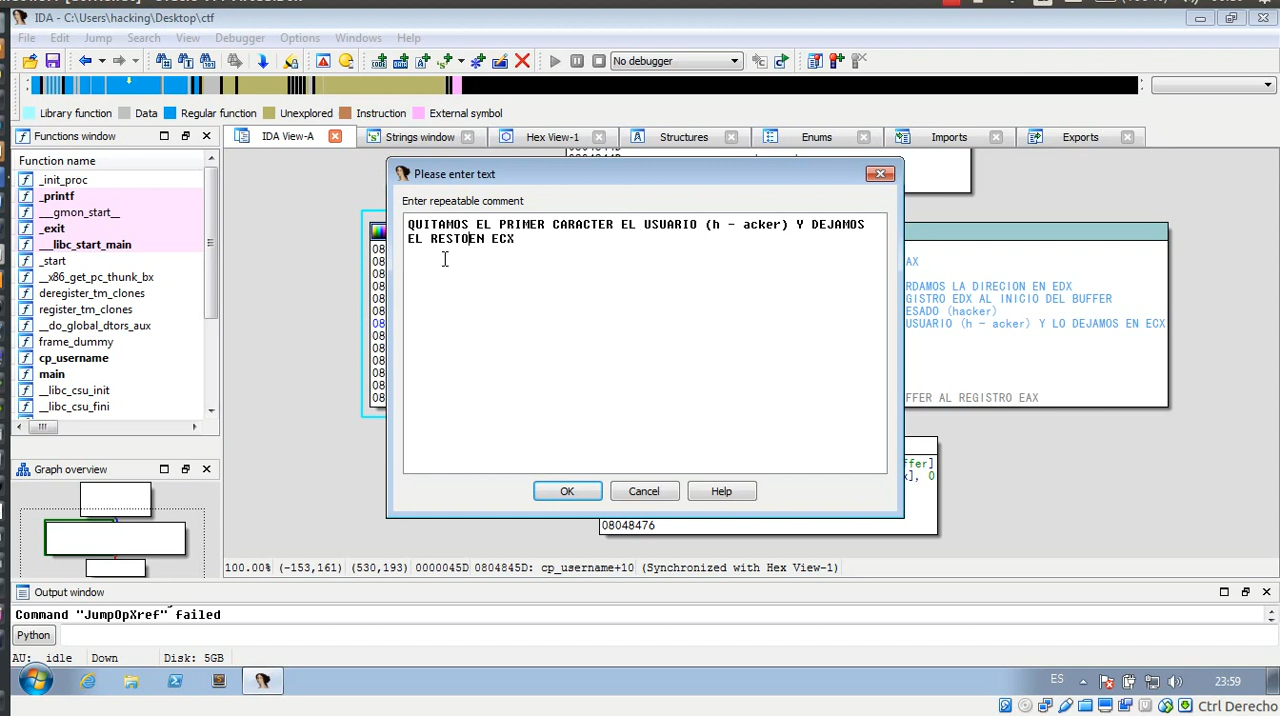 IDA - C:\Users\hacking\Desktop\ctf
File Edit Jump Search View Debugger Options Windows Help
No debugger
Library function Data Regular function Unexplored Instruction External symbol
Functions window
IDA View-A Strings window Hex View-1 Structures Enums Imports Exports
Function name
_init_proc
_printf
___gmon_start__
_exit
___libc_start_main
_start
__x86_get_pc_thunk_bx
deregister_tm_clones
register_tm_clones
__do_global_dtors_aux
frame_dummy
cp_username
main
__libc_csu_init
__libc_csu_fini
Please enter text
Enter repeatable comment
QUITAMOS EL PRIMER CARACTER EL USUARIO (h - acker) Y DEJAMOS
EL RESTOEN ECX
OK Cancel Help
AX
RDAMOS LA DIRECION EN EDX
GISTRO EDX AL INICIO DEL BUFFER
ESADO (hacker)
USUARIO (h - acker) Y LO DEJAMOS EN ECX
FFER AL REGISTRO EAX
ffer]
x], 0
08048476
Graph overview
100.00% (-153,161) (530,193) 0000045D 0804845D: cp_username+10 (Synchronized with Hex View-1)
Output window
Command "JumpOpXref" failed
Python
AU: idle Down Disk: 5GB
ES 23:59
Ctrl Derecho